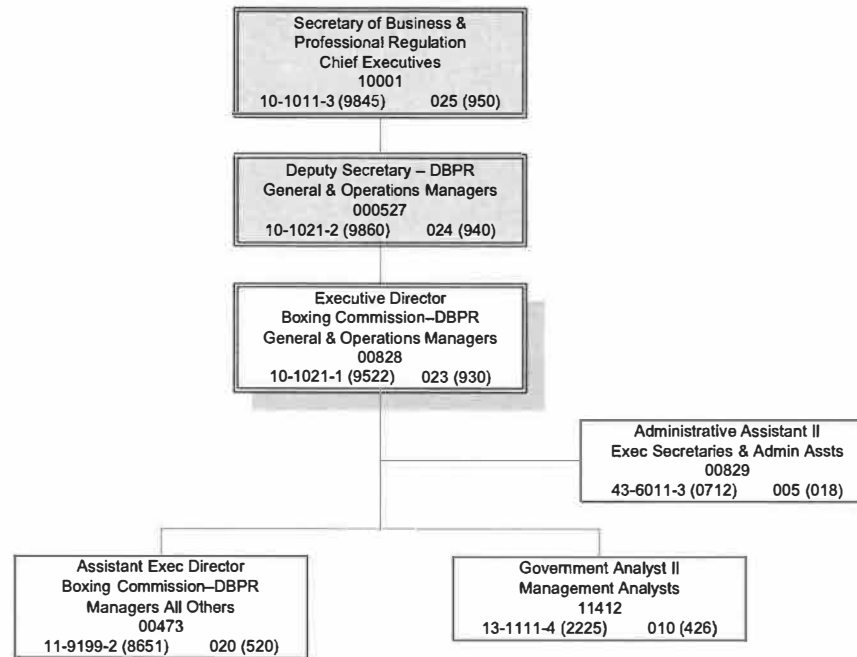 Secretary of Business &
Professional Regulation
Chief Executives
10001
10-1011-3 (9845) 025 (950)
Deputy Secretary – DBPR
General & Operations Managers
000527
10-1021-2 (9860) 024 (940)
Executive Director
Boxing Commission–DBPR
General & Operations Managers
00828
10-1021-1 (9522) 023 (930)
Administrative Assistant II
Exec Secretaries & Admin Assts
00829
43-6011-3 (0712) 005 (018)
Assistant Exec Director
Boxing Commission–DBPR
Managers All Others
00473
11-9199-2 (8651) 020 (520)
Government Analyst II
Management Analysts
11412
13-1111-4 (2225) 010 (426)